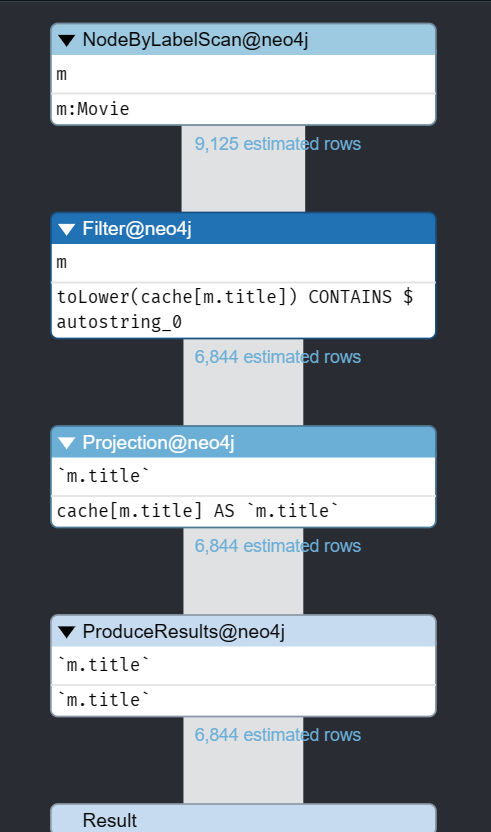 NodeByLabelScan@neo4j
m
m:Movie
9,125 estimated rows
Filter@neo4j
m
toLower(cache[m.title]) CONTAINS $
autostring_0
6,844 estimated rows
Projection@neo4j
`m.title`
cache[m.title] AS `m.title`
6,844 estimated rows
ProduceResults@neo4j
`m.title`
`m.title`
6,844 estimated rows
Result